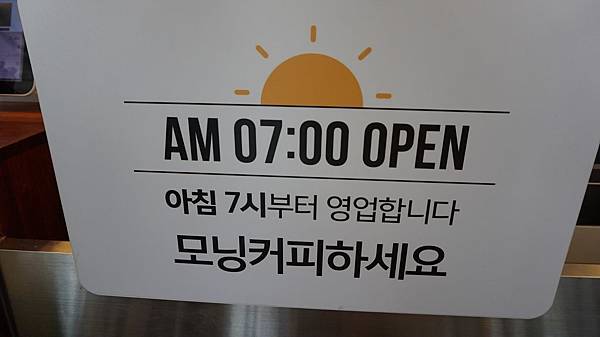 AM 07:00 OPEN
아침 7시부터 영업합니다
모닝커피하세요